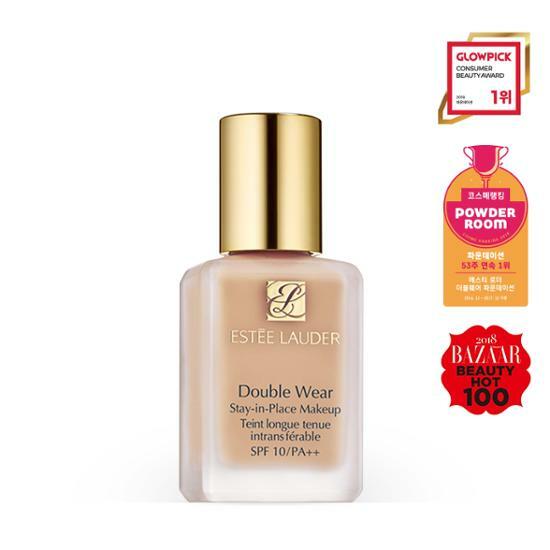 GLOWPICK
CONSUMER
BEAUTY AWARD
1위
코스메랭킹
POWDER
ROOM
파운데이션
53주 연속 1위
에스티 로더
더블웨어 파운데이션
2018
BAZAAR
BEAUTY
HOT
100
EL
ESTĒE LAUDER
Double Wear
Stay-in-Place Makeup
Teint longue tenue
intransférable
SPF 10/PA++